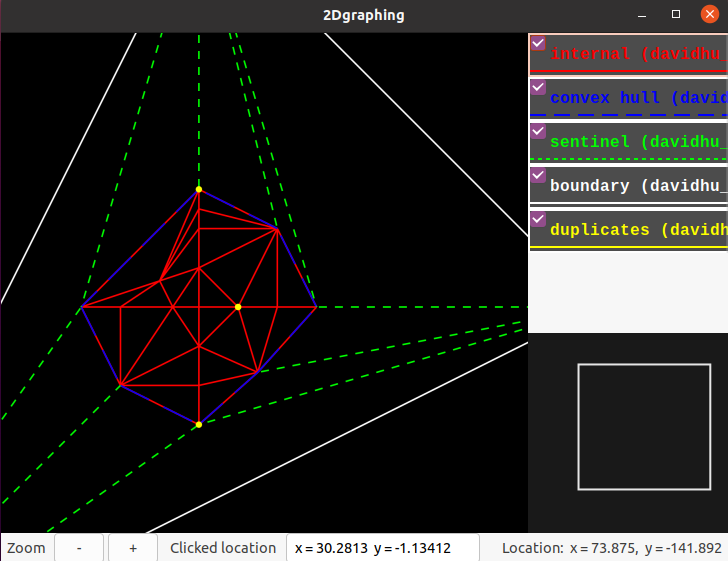 2Dgraphing
internal (davidhu_
convex hull (david
sentinel (davidhu_
boundary (davidhu_
duplicates (davidh
Zoom - + Clicked location x = 30.2813 y = -1.13412 Location: x = 73.875, y = -141.892